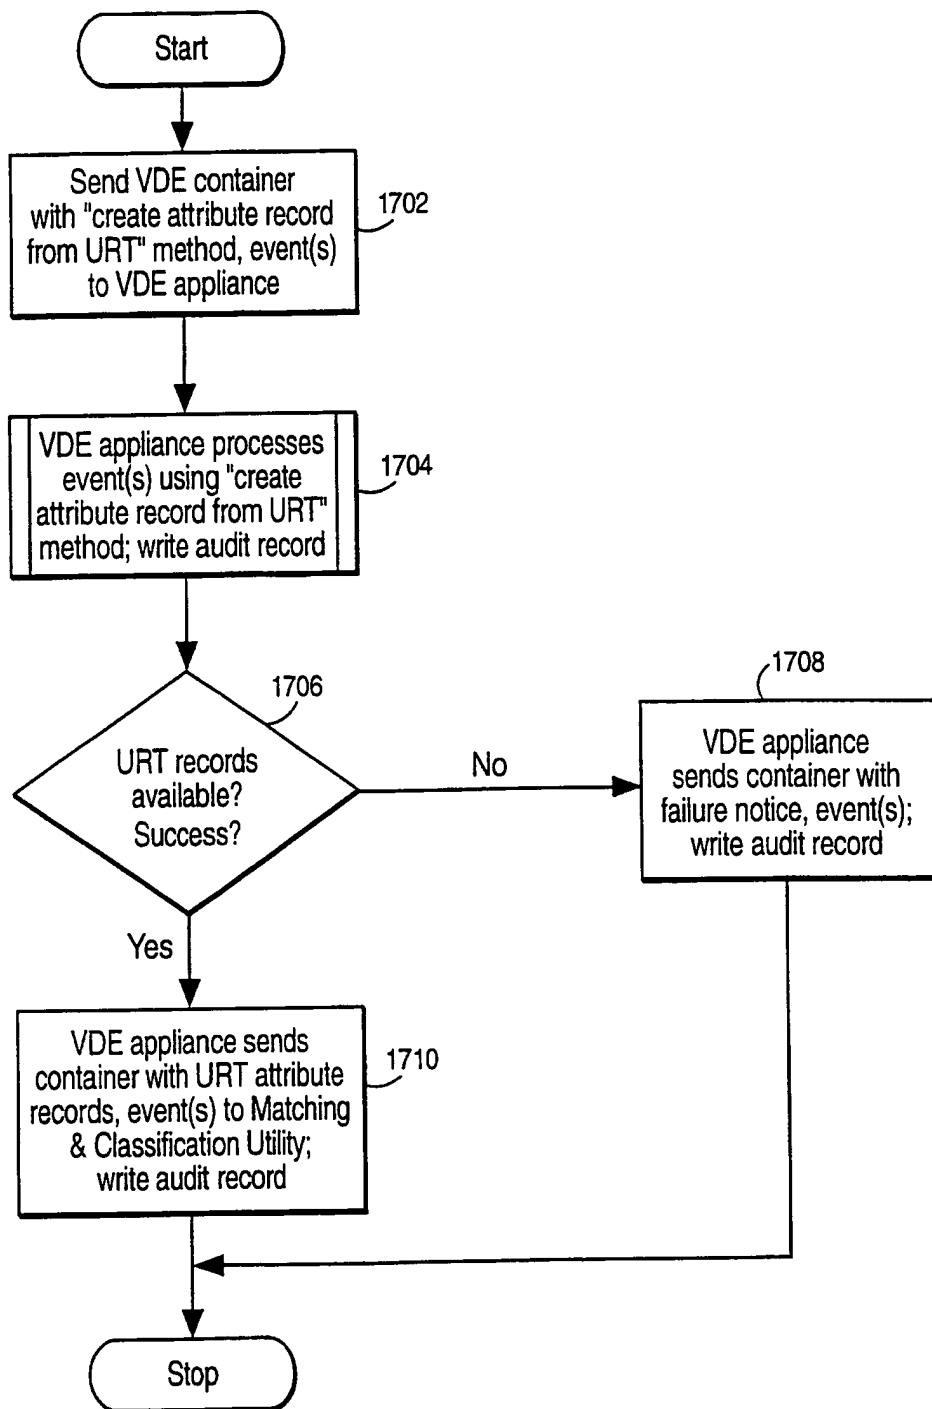 Start
Send VDE container
with "create attribute record
from URT" method, event(s)
to VDE appliance
1702
VDE appliance processes
event(s) using "create
attribute record from URT"
method; write audit record
1704
1706
URT records
available?
Success?
No
1708
VDE appliance
sends container with
failure notice, event(s);
write audit record
Yes
VDE appliance sends
container with URT attribute
records, event(s) to Matching
& Classification Utility;
write audit record
1710
Stop